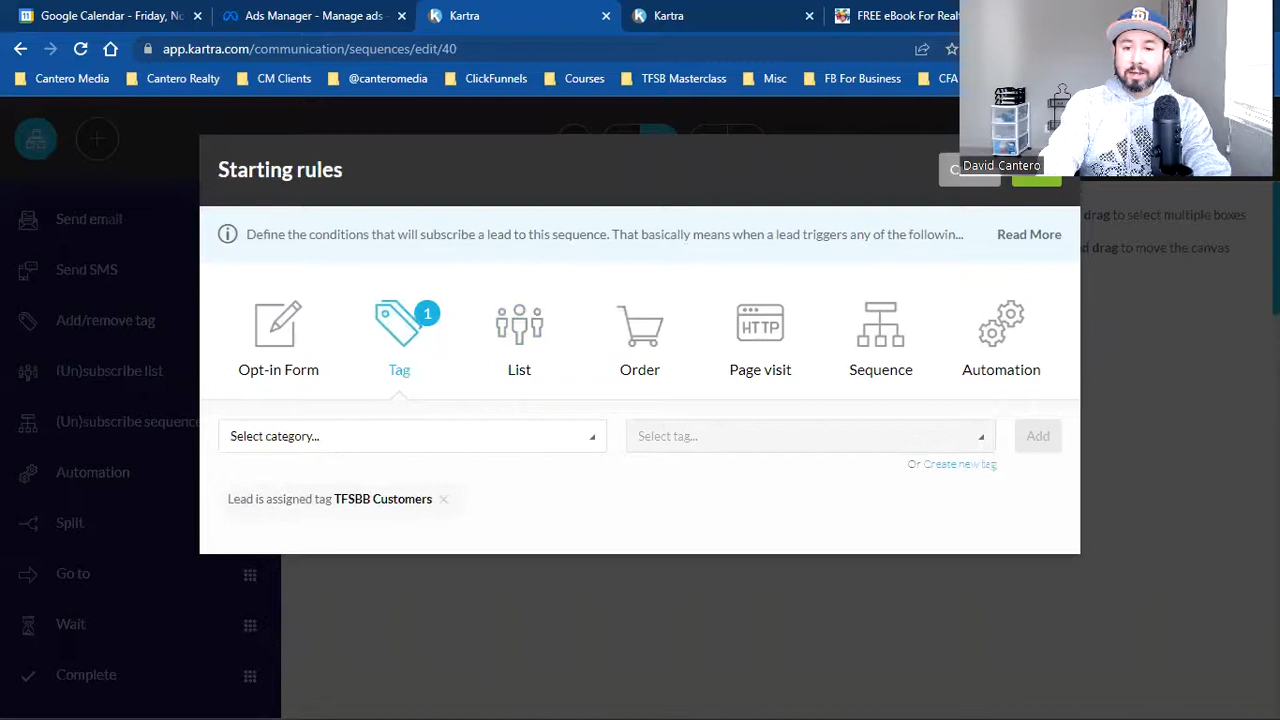 Google Calendar - Friday, No
Ads Manager - Manage ads -
Kartra
Kartra
FREE eBook For Realt
app.kartra.com/communication/sequences/edit/40
Cantero Media
Cantero Realty
CM Clients
@canteromedia
ClickFunnels
Courses
TFSB Masterclass
Misc
FB For Business
CFA
David Cantero
Starting rules
Define the conditions that will subscribe a lead to this sequence. That basically means when a lead triggers any of the followin...
Read More
Opt-in Form
Tag
1
List
Order
HTTP
Page visit
Sequence
Automation
Select category...
Select tag...
Add
Or Create new tag
Lead is assigned tag TFSBB Customers
Send email
Send SMS
Add/remove tag
(Un)subscribe list
(Un)subscribe sequence
Automation
Split
Go to
Wait
Complete
drag to select multiple boxes
d drag to move the canvas